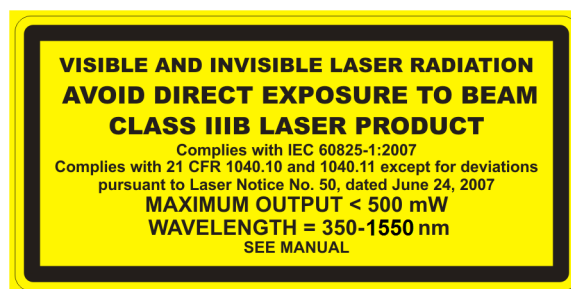 VISIBLE AND INVISIBLE LASER RADIATION
AVOID DIRECT EXPOSURE TO BEAM
CLASS IIIB LASER PRODUCT
Complies with IEC 60825-1:2007
Complies with 21 CFR 1040.10 and 1040.11 except for deviations
pursuant to Laser Notice No. 50, dated June 24, 2007
MAXIMUM OUTPUT < 500 mW
WAVELENGTH = 350-1550 nm
SEE MANUAL